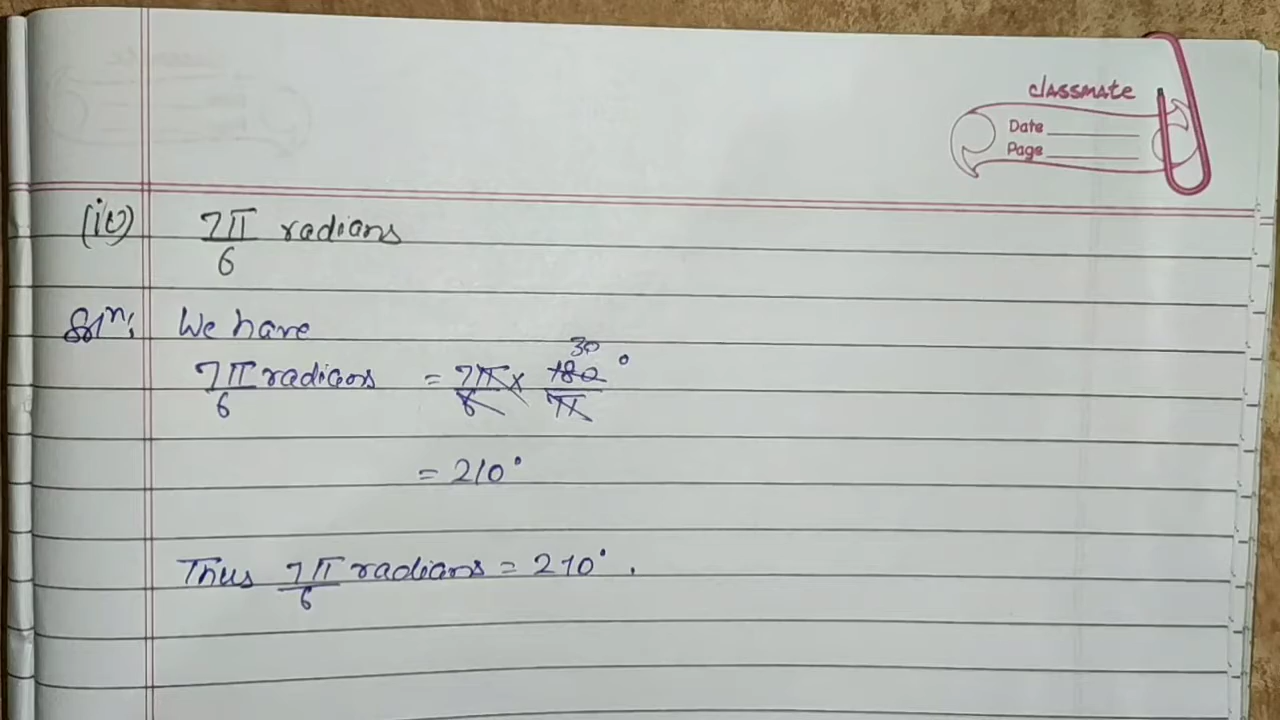 classmate
Date
Page
(iv) 7π/6 radians
Solⁿ: We have
7π/6 radians = 7π/6 × 180/π ° 30
= 210°
Thus 7π/6 radians = 210°.